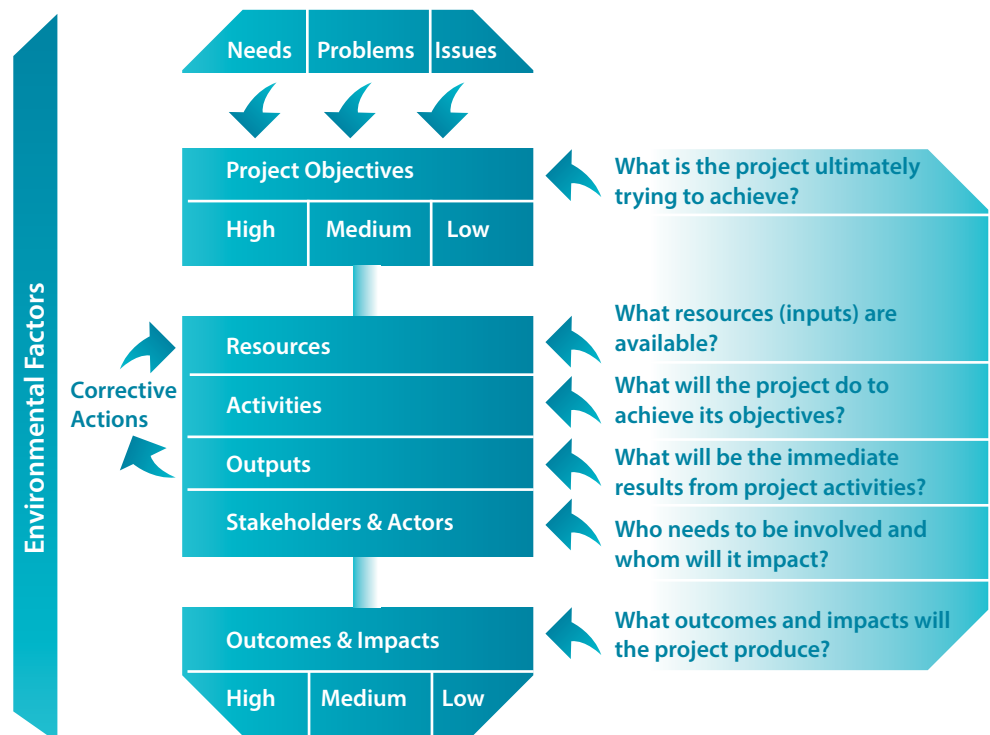 Environmental Factors
Needs Problems Issues
Project Objectives
High Medium Low
What is the project ultimately
trying to achieve?
Corrective
Actions
Resources
What resources (inputs) are
available?
Activities
What will the project do to
achieve its objectives?
Outputs
What will be the immediate
results from project activities?
Stakeholders & Actors
Who needs to be involved and
whom will it impact?
Outcomes & Impacts
High Medium Low
What outcomes and impacts will
the project produce?